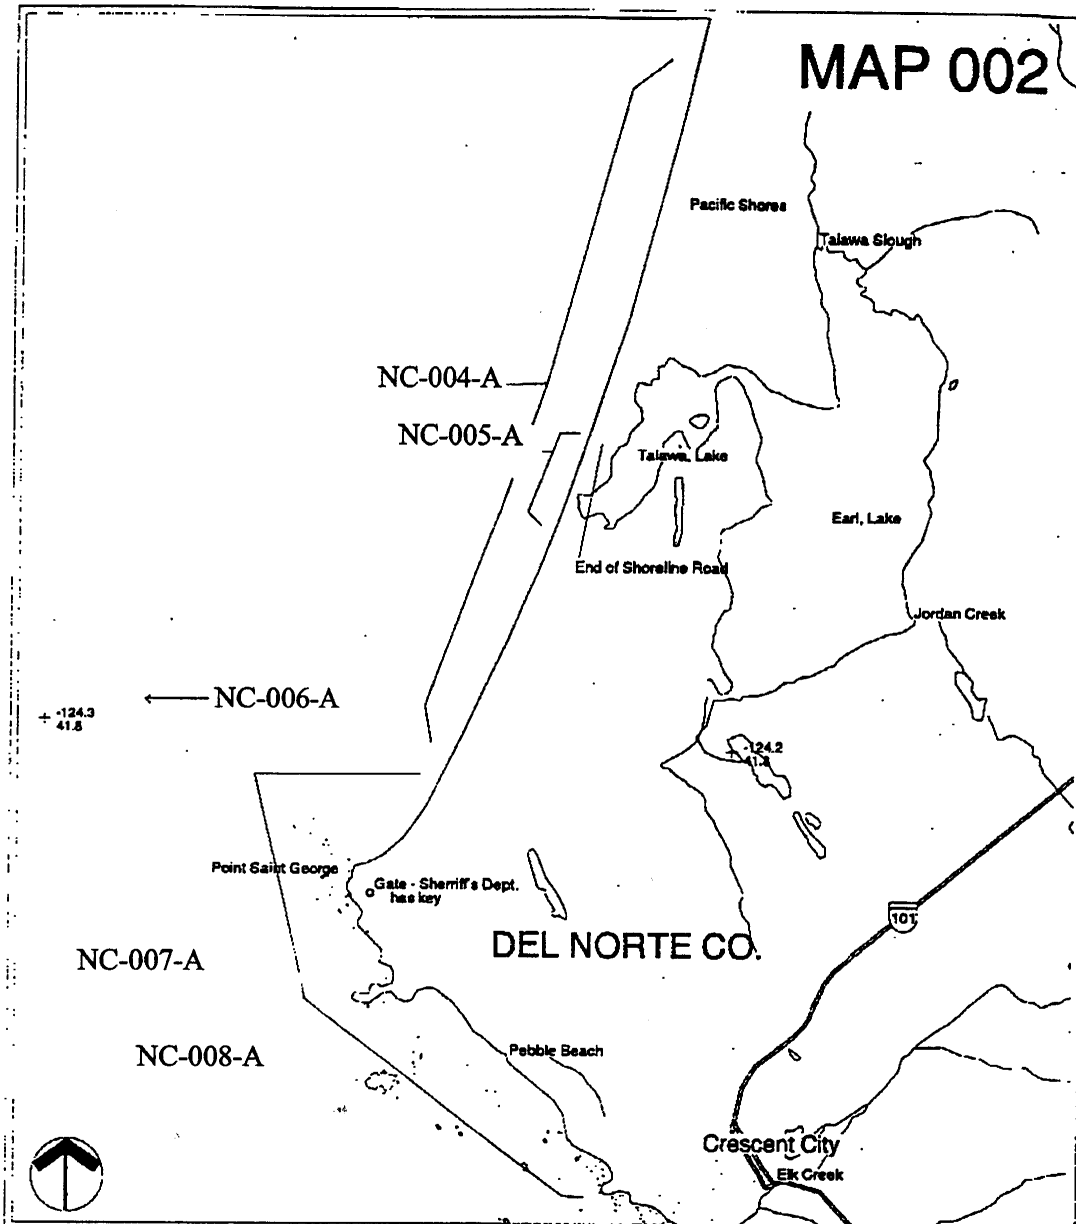 MAP 002
Pacific Shores
Talawa Slough
NC-004-A
NC-005-A
Talawa, Lake
Earl, Lake
End of Shoreline Road
Jordan Creek
NC-006-A
-124.3
41.8
-124.2
41.8
Point Saint George
Gate - Sherriff's Dept.
has key
101
DEL NORTE CO.
NC-007-A
NC-008-A
Pebble Beach
Crescent City
Elk Creek